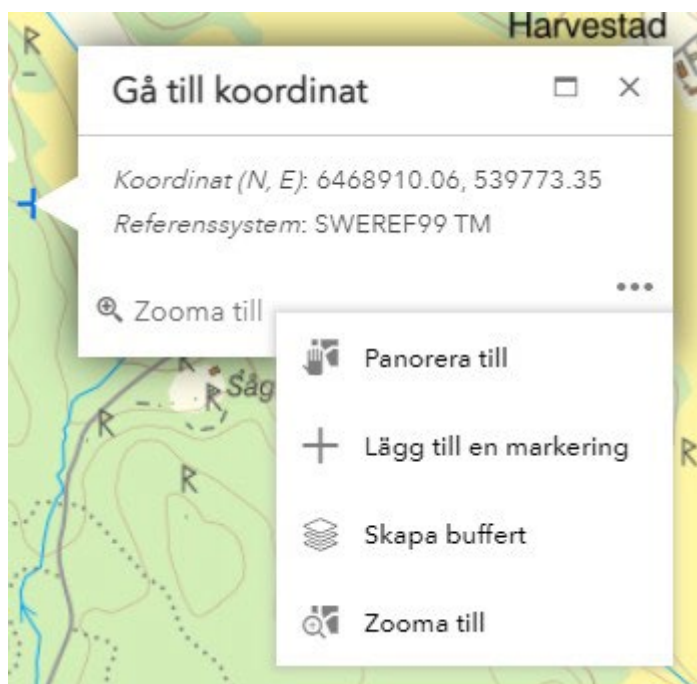 Harvestad
Gå till koordinat
Koordinat (N, E): 6468910.06, 539773.35
Referenssystem: SWEREF99 TM
Zooma till
Panorera till
Såg
Lägg till en markering
Skapa buffert
Zooma till